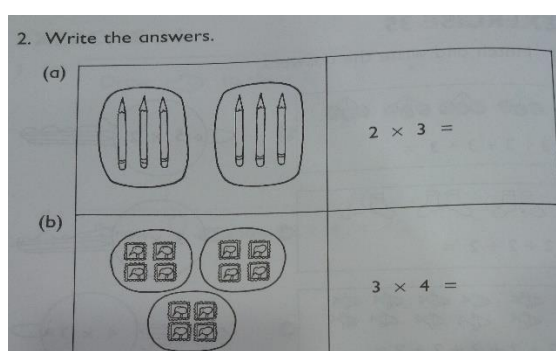 2. Write the answers.
(a)
2 × 3 =
(b)
3 × 4 =